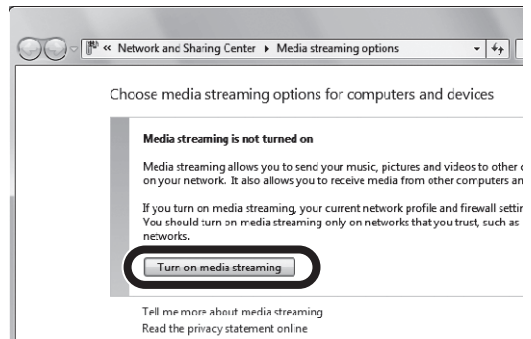 « Network and Sharing Center ▸ Media streaming options
Choose media streaming options for computers and devices
Media streaming is not turned on
Media streaming allows you to send your music, pictures and videos to other
on your network. It also allows you to receive media from other computers
If you turn on media streaming, your current network profile and firewall
You should turn on media streaming only on networks that you trust, such as
networks.
Turn on media streaming
Tell me more about media streaming
Read the privacy statement online